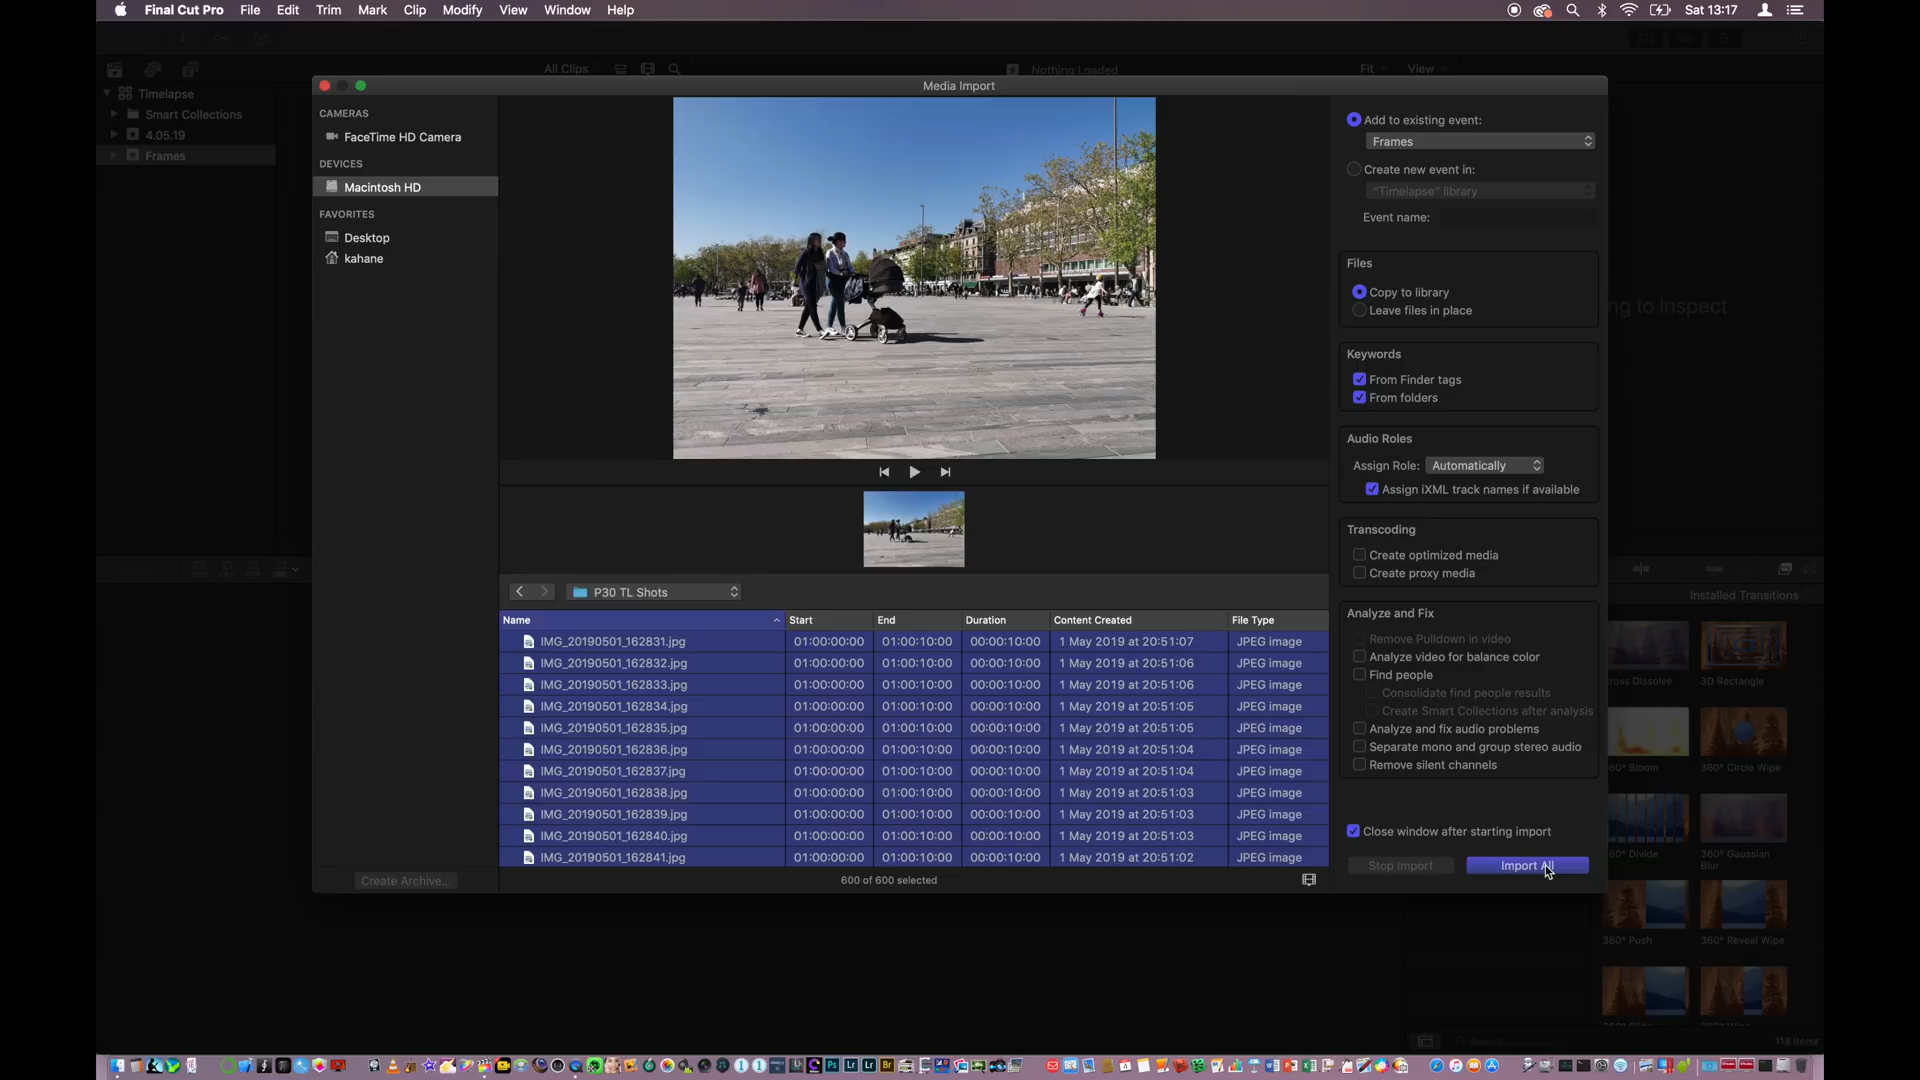 Final Cut Pro File Edit Trim Mark Clip Modify View Window Help Sat 13:17
All Clips Nothing Loaded Fit View
Timelapse
Smart Collections
4.05.19
Frames
Media Import
CAMERAS
FaceTime HD Camera
DEVICES
Macintosh HD
FAVORITES
Desktop
kahane
Create Archive...
P30 TL Shots
Name Start End Duration Content Created File Type
IMG_20190501_162831.jpg 01:00:00:00 01:00:10:00 00:00:10:00 1 May 2019 at 20:51:07 JPEG image
IMG_20190501_162832.jpg 01:00:00:00 01:00:10:00 00:00:10:00 1 May 2019 at 20:51:06 JPEG image
IMG_20190501_162833.jpg 01:00:00:00 01:00:10:00 00:00:10:00 1 May 2019 at 20:51:06 JPEG image
IMG_20190501_162834.jpg 01:00:00:00 01:00:10:00 00:00:10:00 1 May 2019 at 20:51:05 JPEG image
IMG_20190501_162835.jpg 01:00:00:00 01:00:10:00 00:00:10:00 1 May 2019 at 20:51:05 JPEG image
IMG_20190501_162836.jpg 01:00:00:00 01:00:10:00 00:00:10:00 1 May 2019 at 20:51:04 JPEG image
IMG_20190501_162837.jpg 01:00:00:00 01:00:10:00 00:00:10:00 1 May 2019 at 20:51:04 JPEG image
IMG_20190501_162838.jpg 01:00:00:00 01:00:10:00 00:00:10:00 1 May 2019 at 20:51:03 JPEG image
IMG_20190501_162839.jpg 01:00:00:00 01:00:10:00 00:00:10:00 1 May 2019 at 20:51:03 JPEG image
IMG_20190501_162840.jpg 01:00:00:00 01:00:10:00 00:00:10:00 1 May 2019 at 20:51:03 JPEG image
IMG_20190501_162841.jpg 01:00:00:00 01:00:10:00 00:00:10:00 1 May 2019 at 20:51:02 JPEG image
600 of 600 selected
Add to existing event:
Frames
Create new event in:
"Timelapse" library
Event name:
Files
Copy to library
Leave files in place
Keywords
From Finder tags
From folders
Audio Roles
Assign Role: Automatically
Assign iXML track names if available
Transcoding
Create optimized media
Create proxy media
Analyze and Fix
Remove Pulldown in video
Analyze video for balance color
Find people
Consolidate find people results
Create Smart Collections after analysis
Analyze and fix audio problems
Separate mono and group stereo audio
Remove silent channels
Close window after starting import
Stop Import Import All
ng to Inspect
Installed Transitions
ross Dissolve 3D Rectangle
360° Bloom 360° Circle Wipe
360° Divide 360° Gaussian
Blur
360° Push 360° Reveal Wipe